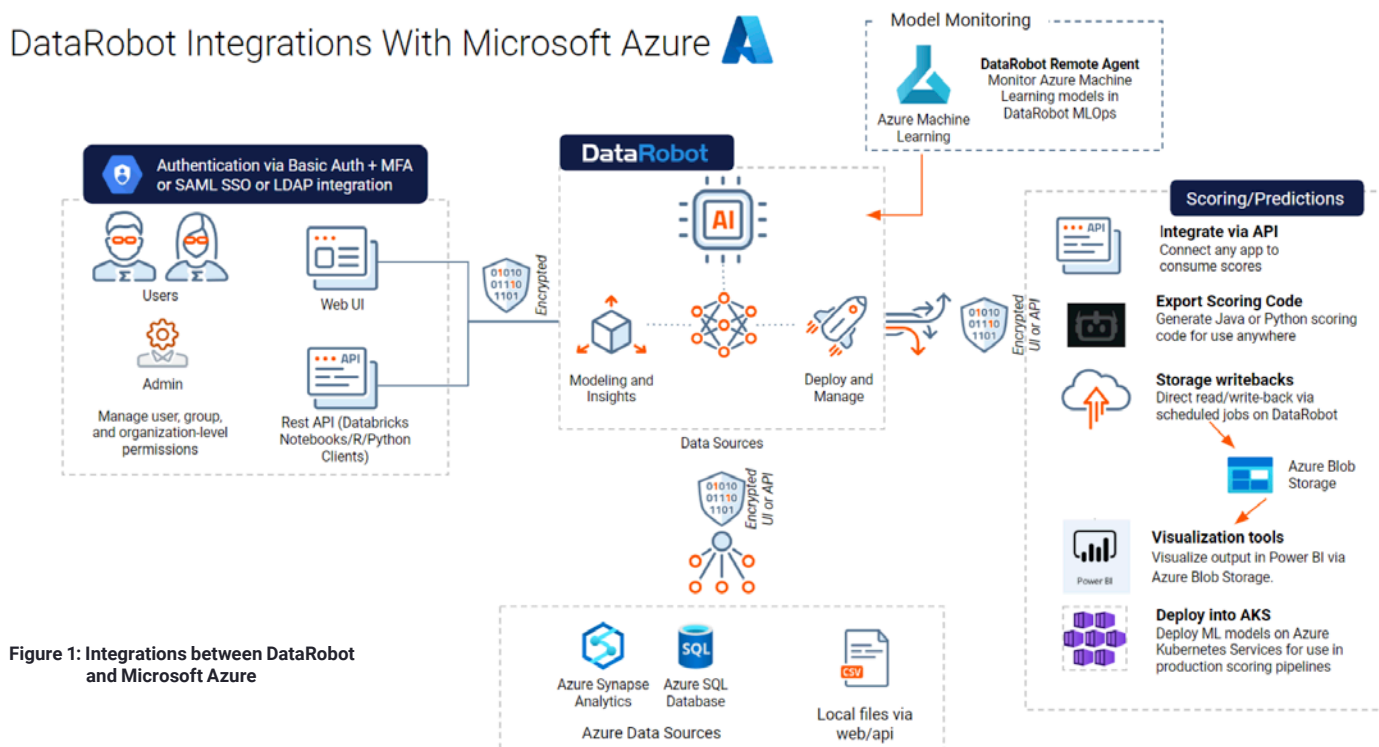 DataRobot Integrations With Microsoft Azure
Model Monitoring
DataRobot Remote Agent
Monitor Azure Machine
Learning models in
DataRobot MLOps
Azure Machine
Learning
Authentication via Basic Auth + MFA
or SAML SSO or LDAP integration
Users
Admin
Manage user, group,
and organization-level
permissions
Web UI
API
Rest API (Databricks
Notebooks/R/Python
Clients)
01010
01110
1101
Encrypted
DataRobot
AI
Modeling and
Insights
Deploy and
Manage
Data Sources
01010
01110
1101
Encrypted
UI or API
01010
01110
1101
Encrypted
UI or API
Azure Synapse
Analytics
SQL
Azure SQL
Database
Azure Data Sources
CSV
Local files via
web/api
Scoring/Predictions
API
Integrate via API
Connect any app to
consume scores
Export Scoring Code
Generate Java or Python scoring
code for use anywhere
Storage writebacks
Direct read/write-back via
scheduled jobs on DataRobot
Azure Blob
Storage
Power BI
Visualization tools
Visualize output in Power BI via
Azure Blob Storage.
Deploy into AKS
Deploy ML models on Azure
Kubernetes Services for use in
production scoring pipelines
Figure 1: Integrations between DataRobot
and Microsoft Azure